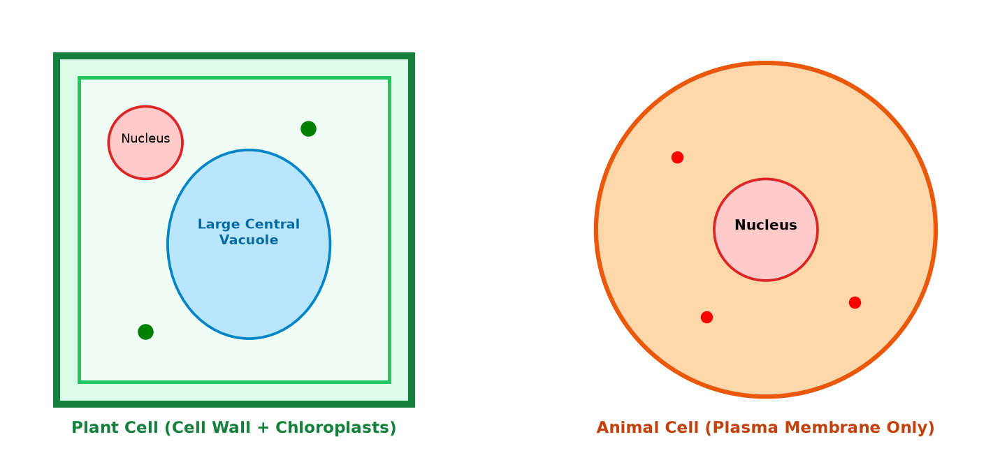 Nucleus
Large Central
Vacuole
Plant Cell (Cell Wall + Chloroplasts)
Nucleus
Animal Cell (Plasma Membrane Only)